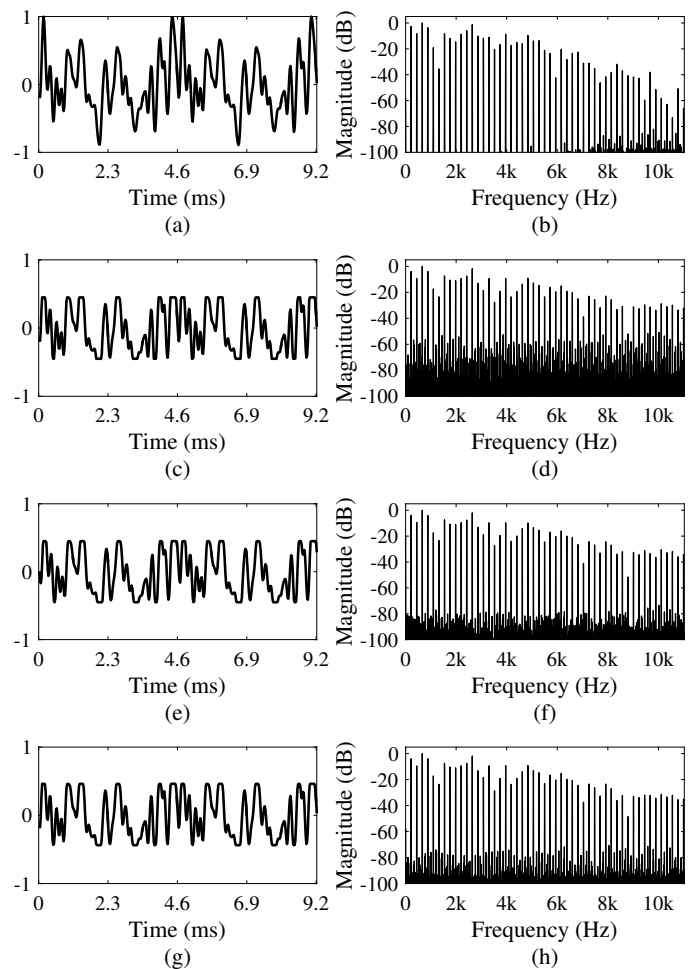 1
0
-1
0 2.3 4.6 6.9 9.2
Time (ms)
(a)
Magnitude (dB)
0
-20
-40
-60
-80
-100
0 2k 4k 6k 8k 10k
Frequency (Hz)
(b)
1
0
-1
0 2.3 4.6 6.9 9.2
Time (ms)
(c)
Magnitude (dB)
0
-20
-40
-60
-80
-100
0 2k 4k 6k 8k 10k
Frequency (Hz)
(d)
1
0
-1
0 2.3 4.6 6.9 9.2
Time (ms)
(e)
Magnitude (dB)
0
-20
-40
-60
-80
-100
0 2k 4k 6k 8k 10k
Frequency (Hz)
(f)
1
0
-1
0 2.3 4.6 6.9 9.2
Time (ms)
(g)
Magnitude (dB)
0
-20
-40
-60
-80
-100
0 2k 4k 6k 8k 10k
Frequency (Hz)
(h)